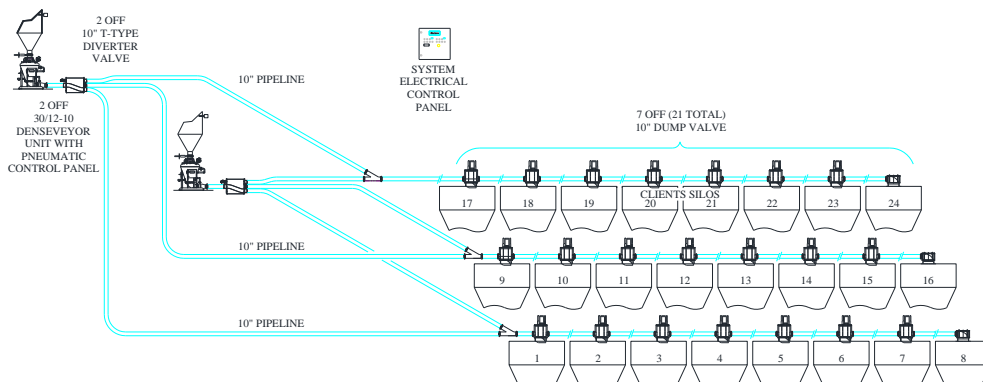 2 OFF
10" T-TYPE
DIVERTER
VALVE
10" PIPELINE
SYSTEM
ELECTRICAL
CONTROL
PANEL
2 OFF
30/12-10
DENSEVEYOR
UNIT WITH
PNEUMATIC
CONTROL PANEL
7 OFF (21 TOTAL)
10" DUMP VALVE
CLIENTS SILOS
17 18 19 20 21 22 23 24
10" PIPELINE
9 10 11 12 13 14 15 16
10" PIPELINE
1 2 3 4 5 6 7 8